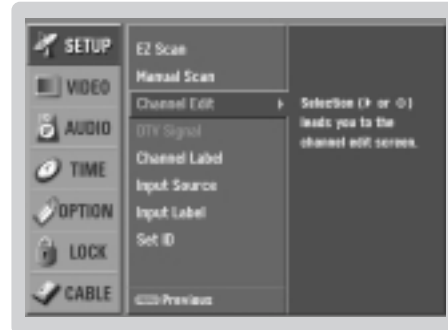 SETUP
VIDEO
AUDIO
TIME
OPTION
LOCK
CABLE
EZ Scan
Manual Scan
Channel Edit
DTV Signal
Channel Label
Input Source
Input Label
Set ID
Previous
Selection ( or )
leads you to the
channel edit screen.